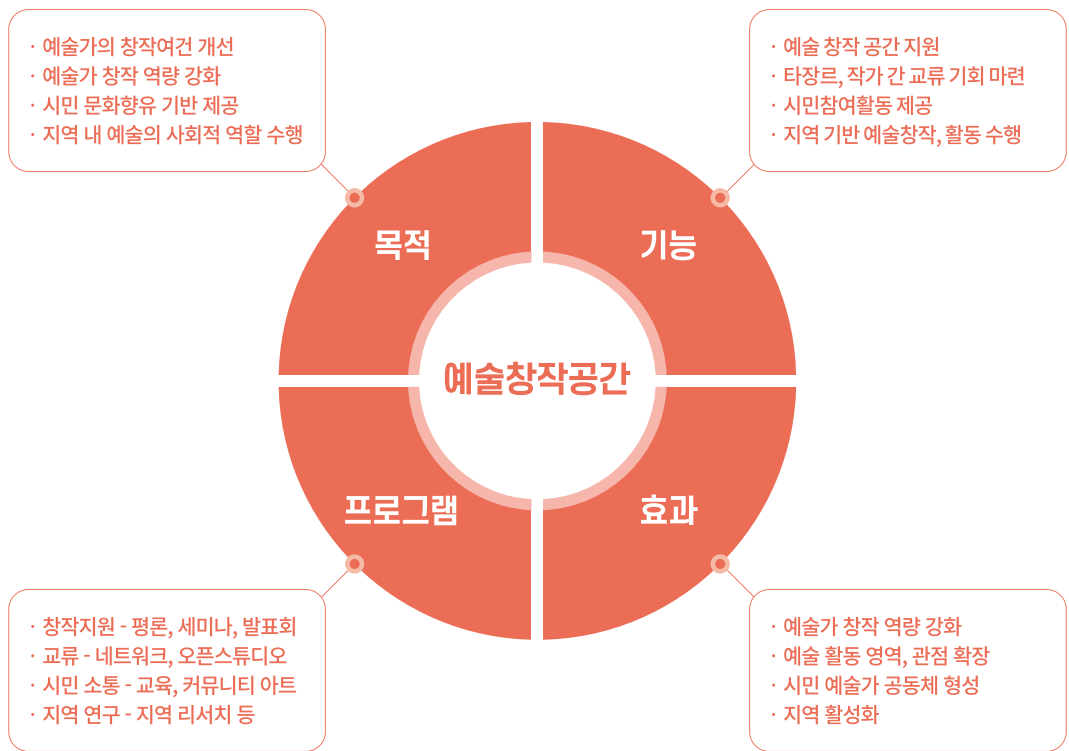 · 예술가의 창작여건 개선
· 예술가 창작 역량 강화
· 시민 문화향유 기반 제공
· 지역 내 예술의 사회적 역할 수행
· 예술 창작 공간 지원
· 타장르, 작가 간 교류 기회 마련
· 시민참여활동 제공
· 지역 기반 예술창작, 활동 수행
목적
기능
예술창작공간
프로그램
효과
· 창작지원 - 평론, 세미나, 발표회
· 교류 - 네트워크, 오픈스튜디오
· 시민 소통 - 교육, 커뮤니티 아트
· 지역 연구 - 지역 리서치 등
· 예술가 창작 역량 강화
· 예술 활동 영역, 관점 확장
· 시민 예술가 공동체 형성
· 지역 활성화